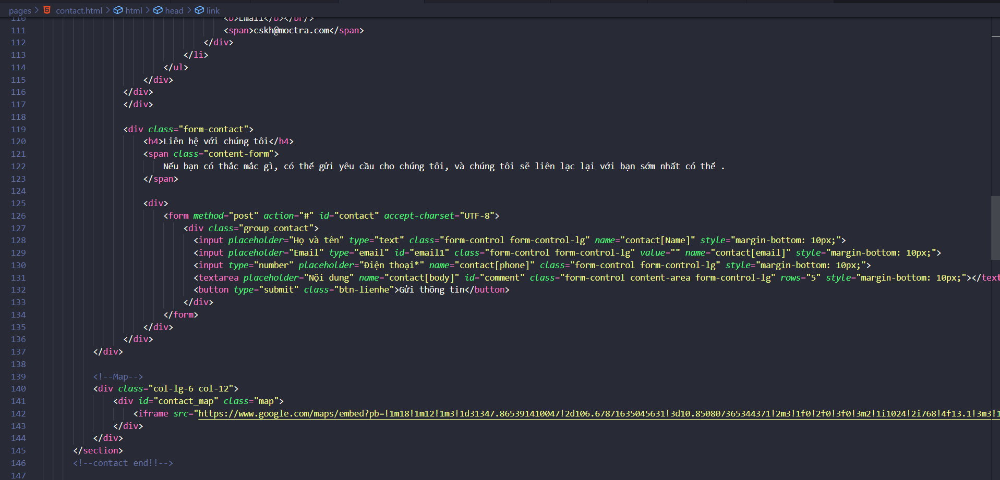 pages > contact.html > html > head > link
110 <b>Email</b></br/>
111 <span>cskh@moctra.com</span>
112 </div>
113 </li>
114 </ul>
115 </div>
116 </div>
117 </div>
118
119 <div class="form-contact">
120 <h4>Liên hệ với chúng tôi</h4>
121 <span class="content-form">
122 Nếu bạn có thắc mắc gì, có thể gửi yêu cầu cho chúng tôi, và chúng tôi sẽ liên lạc lại với bạn sớm nhất có thể .
123 </span>
124
125 <div>
126 <form method="post" action="#" id="contact" accept-charset="UTF-8">
127 <div class="group_contact">
128 <input placeholder="Họ và tên" type="text" class="form-control form-control-lg" name="contact[Name]" style="margin-bottom: 10px;">
129 <input placeholder="Email" type="email" id="email1" class="form-control form-control-lg" value="" name="contact[email]" style="margin-bottom: 10px;">
130 <input type="number" placeholder="Điện thoại*" name="contact[phone]" class="form-control form-control-lg" style="margin-bottom: 10px;">
131 <textarea placeholder="Nội dung" name="contact[body]" id="comment" class="form-control content-area form-control-lg" rows="5" style="margin-bottom: 10px;"></text
132 <button type="submit" class="btn-lienhe">Gửi thông tin</button>
133 </div>
134 </form>
135 </div>
136 </div>
137 </div>
138
139 <!--Map-->
140 <div class="col-lg-6 col-12">
141 <div id="contact_map" class="map">
142 <iframe src="https://www.google.com/maps/embed?pb=!1m18!1m12!1m3!1d31347.865391410047!2d106.67871635045631!3d10.850807365344371!2m3!1f0!2f0!3f0!3m2!1i1024!2i768!4f13.1!3m3!1
143 </div>
144 </div>
145 </section>
146 <!--contact end!!-->
147